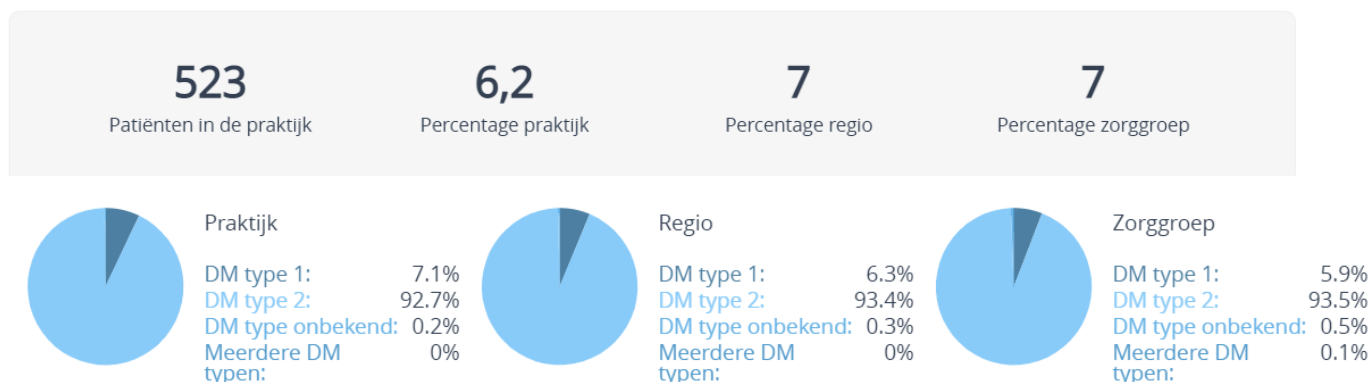 523
Patiënten in de praktijk
6,2
Percentage praktijk
7
Percentage regio
7
Percentage zorggroep
Praktijk
DM type 1: 7.1%
DM type 2: 92.7%
DM type onbekend: 0.2%
Meerdere DM 0%
typen:
Regio
DM type 1: 6.3%
DM type 2: 93.4%
DM type onbekend: 0.3%
Meerdere DM 0%
typen:
Zorggroep
DM type 1: 5.9%
DM type 2: 93.5%
DM type onbekend: 0.5%
Meerdere DM 0.1%
typen: